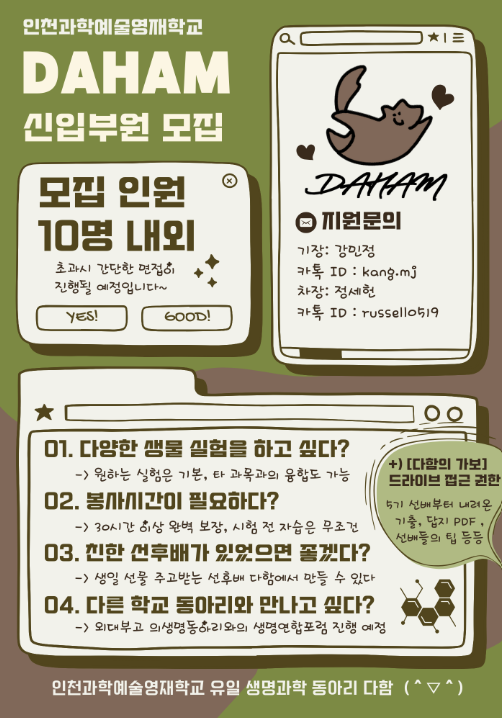 인천과학예술영재학교
DAHAM
신입부원 모집
모집 인원
10명 내외
초과시 간단한 면접이
진행될 예정입니다~
YES!
GOOD!
DAHAM
지원문의
기장: 강민정
카톡 ID : kang.mj
차장: 정세현
카톡 ID : russell0519
01. 다양한 생물 실험을 하고 싶다?
-> 원하는 실험은 기본, 타 과목과의 융합도 가능
02. 봉사시간이 필요하다?
-> 30시간 이상 완벽 보장, 시험 전 자습은 무조건
03. 친한 선후배가 있었으면 좋겠다?
-> 생일 선물 주고받는 선후배 다함에서 만들 수 있다
04. 다른 학교 동아리와 만나고 싶다?
-> 외대부고 의생명동아리와의 생명연합포럼 진행 예정
+) [다함의 가보]
드라이브 접근 권한
5기 선배부터 내려온
기출, 답지 PDF ,
선배들의 팁 등등
인천과학예술영재학교 유일 생명과학 동아리 다함 (^▽^)